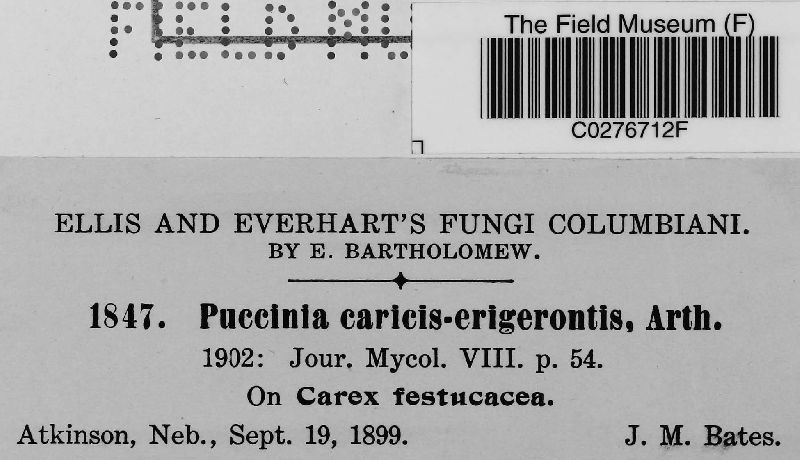 The Field Museum (F)
C0276712F
ELLIS AND EVERHART'S FUNGI COLUMBIANI.
BY E. BARTHOLOMEW.
1847. Puccinia caricis-erigerontis, Arth.
1902: Jour. Mycol. VIII. p. 54.
On Carex festucacea.
Atkinson, Neb., Sept. 19, 1899. J. M. Bates.